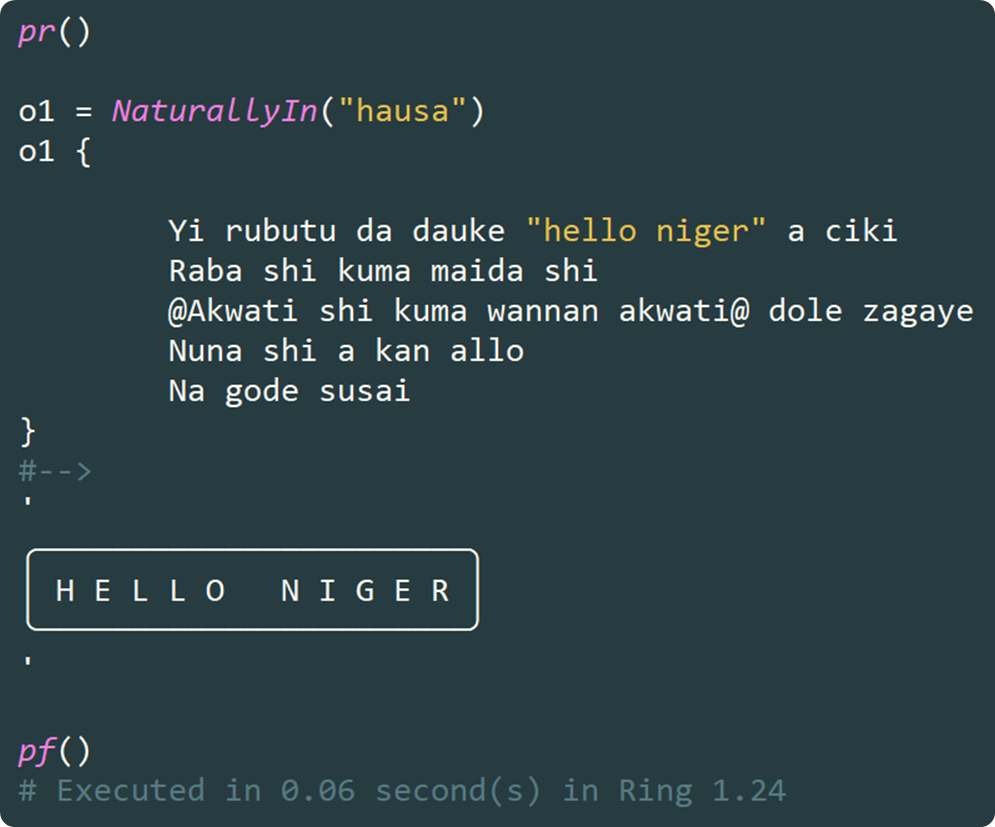 pr()
o1 = NaturallyIn("hausa")
o1 {
Yi rubutu da dauke "hello niger" a ciki
Raba shi kuma maida shi
@Akwati shi kuma wannan akwati@ dole zagaye
Nuna shi a kan allo
Na gode susai
}
#-->
'
H E L L O   N I G E R
'
pf()
# Executed in 0.06 second(s) in Ring 1.24